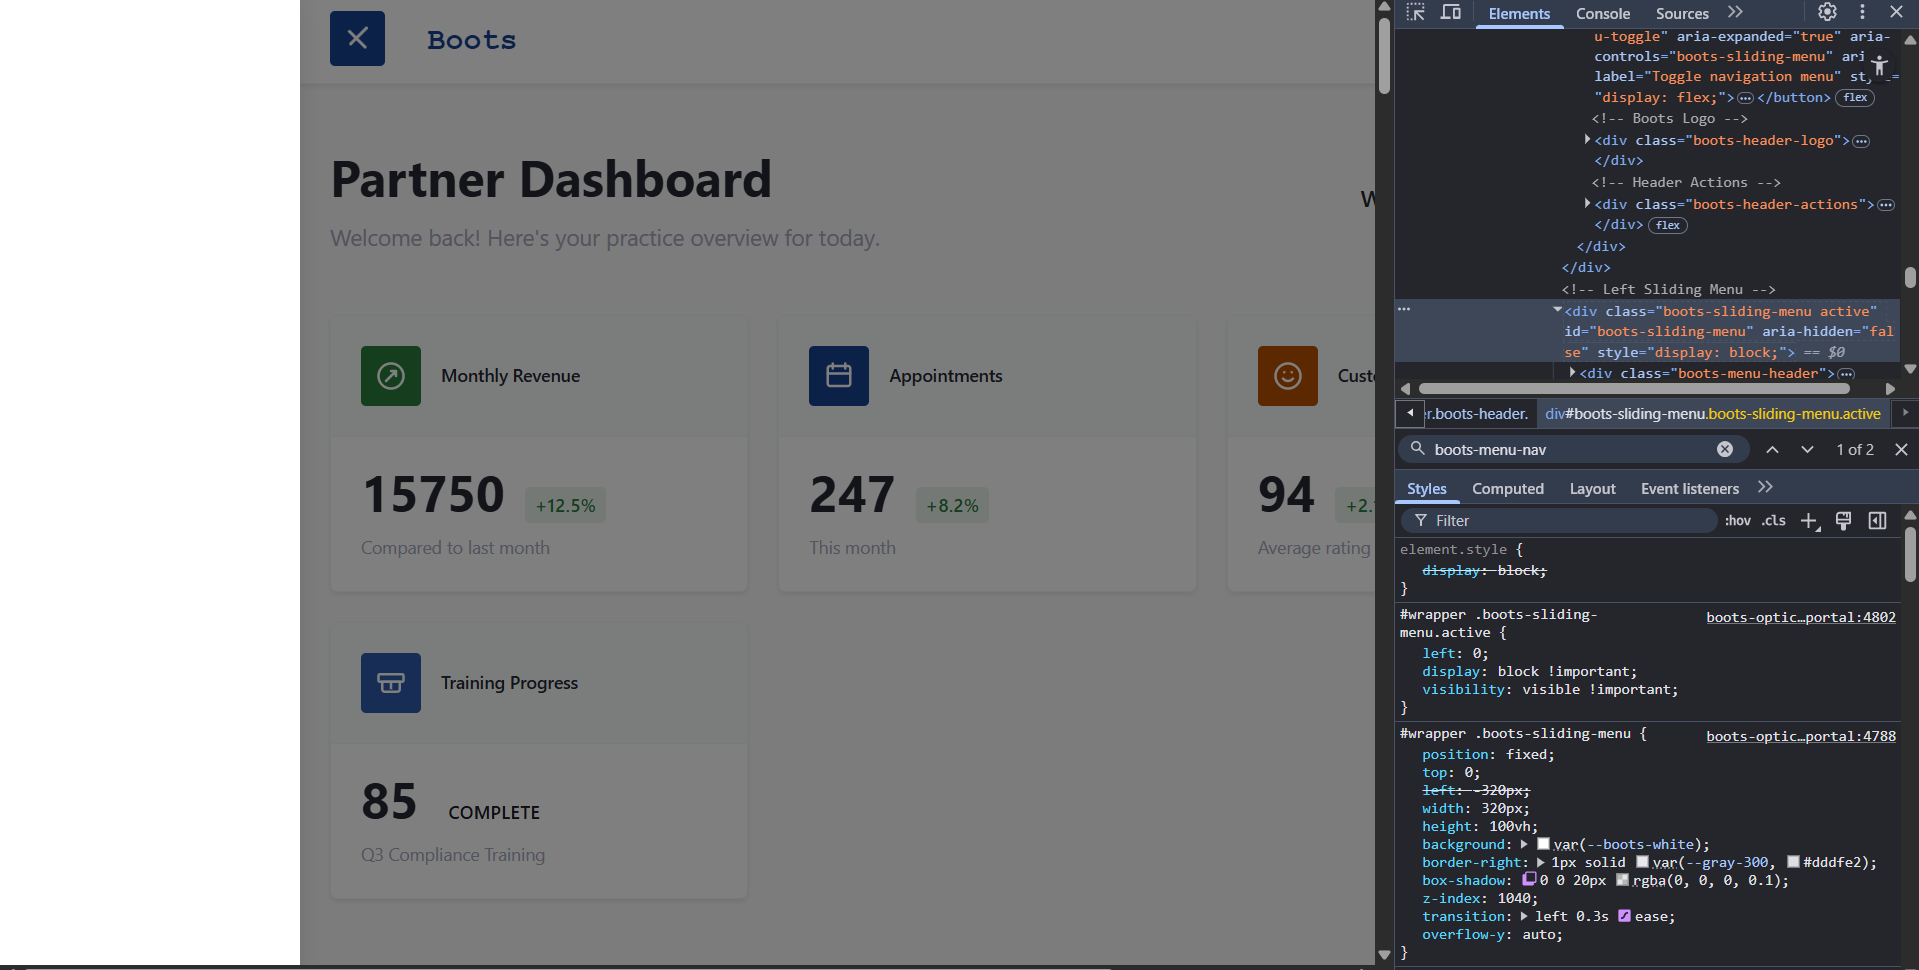 Boots
Partner Dashboard
W
Welcome back! Here's your practice overview for today.
Monthly Revenue
Appointments
Custo
15750 +12.5%
Compared to last month
247 +8.2%
This month
94 +2.
Average rating
Training Progress
85 COMPLETE
Q3 Compliance Training
Elements Console Sources
u-toggle" aria-expanded="true" aria-
controls="boots-sliding-menu" ari
label="Toggle navigation menu" st =
"display: flex;"> </button> flex
<!-- Boots Logo -->
<div class="boots-header-logo">
</div>
<!-- Header Actions -->
<div class="boots-header-actions">
</div> flex
</div>
</div>
<!-- Left Sliding Menu -->
<div class="boots-sliding-menu active"
id="boots-sliding-menu" aria-hidden="fal
se" style="display: block;"> == $0
<div class="boots-menu-header">
r.boots-header. div#boots-sliding-menu.boots-sliding-menu.active
boots-menu-nav 1 of 2
Styles Computed Layout Event listeners
Filter :hov .cls
element.style {
display: block;
}
#wrapper .boots-sliding- boots-optic…portal:4802
menu.active {
left: 0;
display: block !important;
visibility: visible !important;
}
#wrapper .boots-sliding-menu { boots-optic…portal:4788
position: fixed;
top: 0;
left: -320px;
width: 320px;
height: 100vh;
background: var(--boots-white);
border-right: 1px solid var(--gray-300, #dddfe2);
box-shadow: 0 0 20px rgba(0, 0, 0, 0.1);
z-index: 1040;
transition: left 0.3s ease;
overflow-y: auto;
}